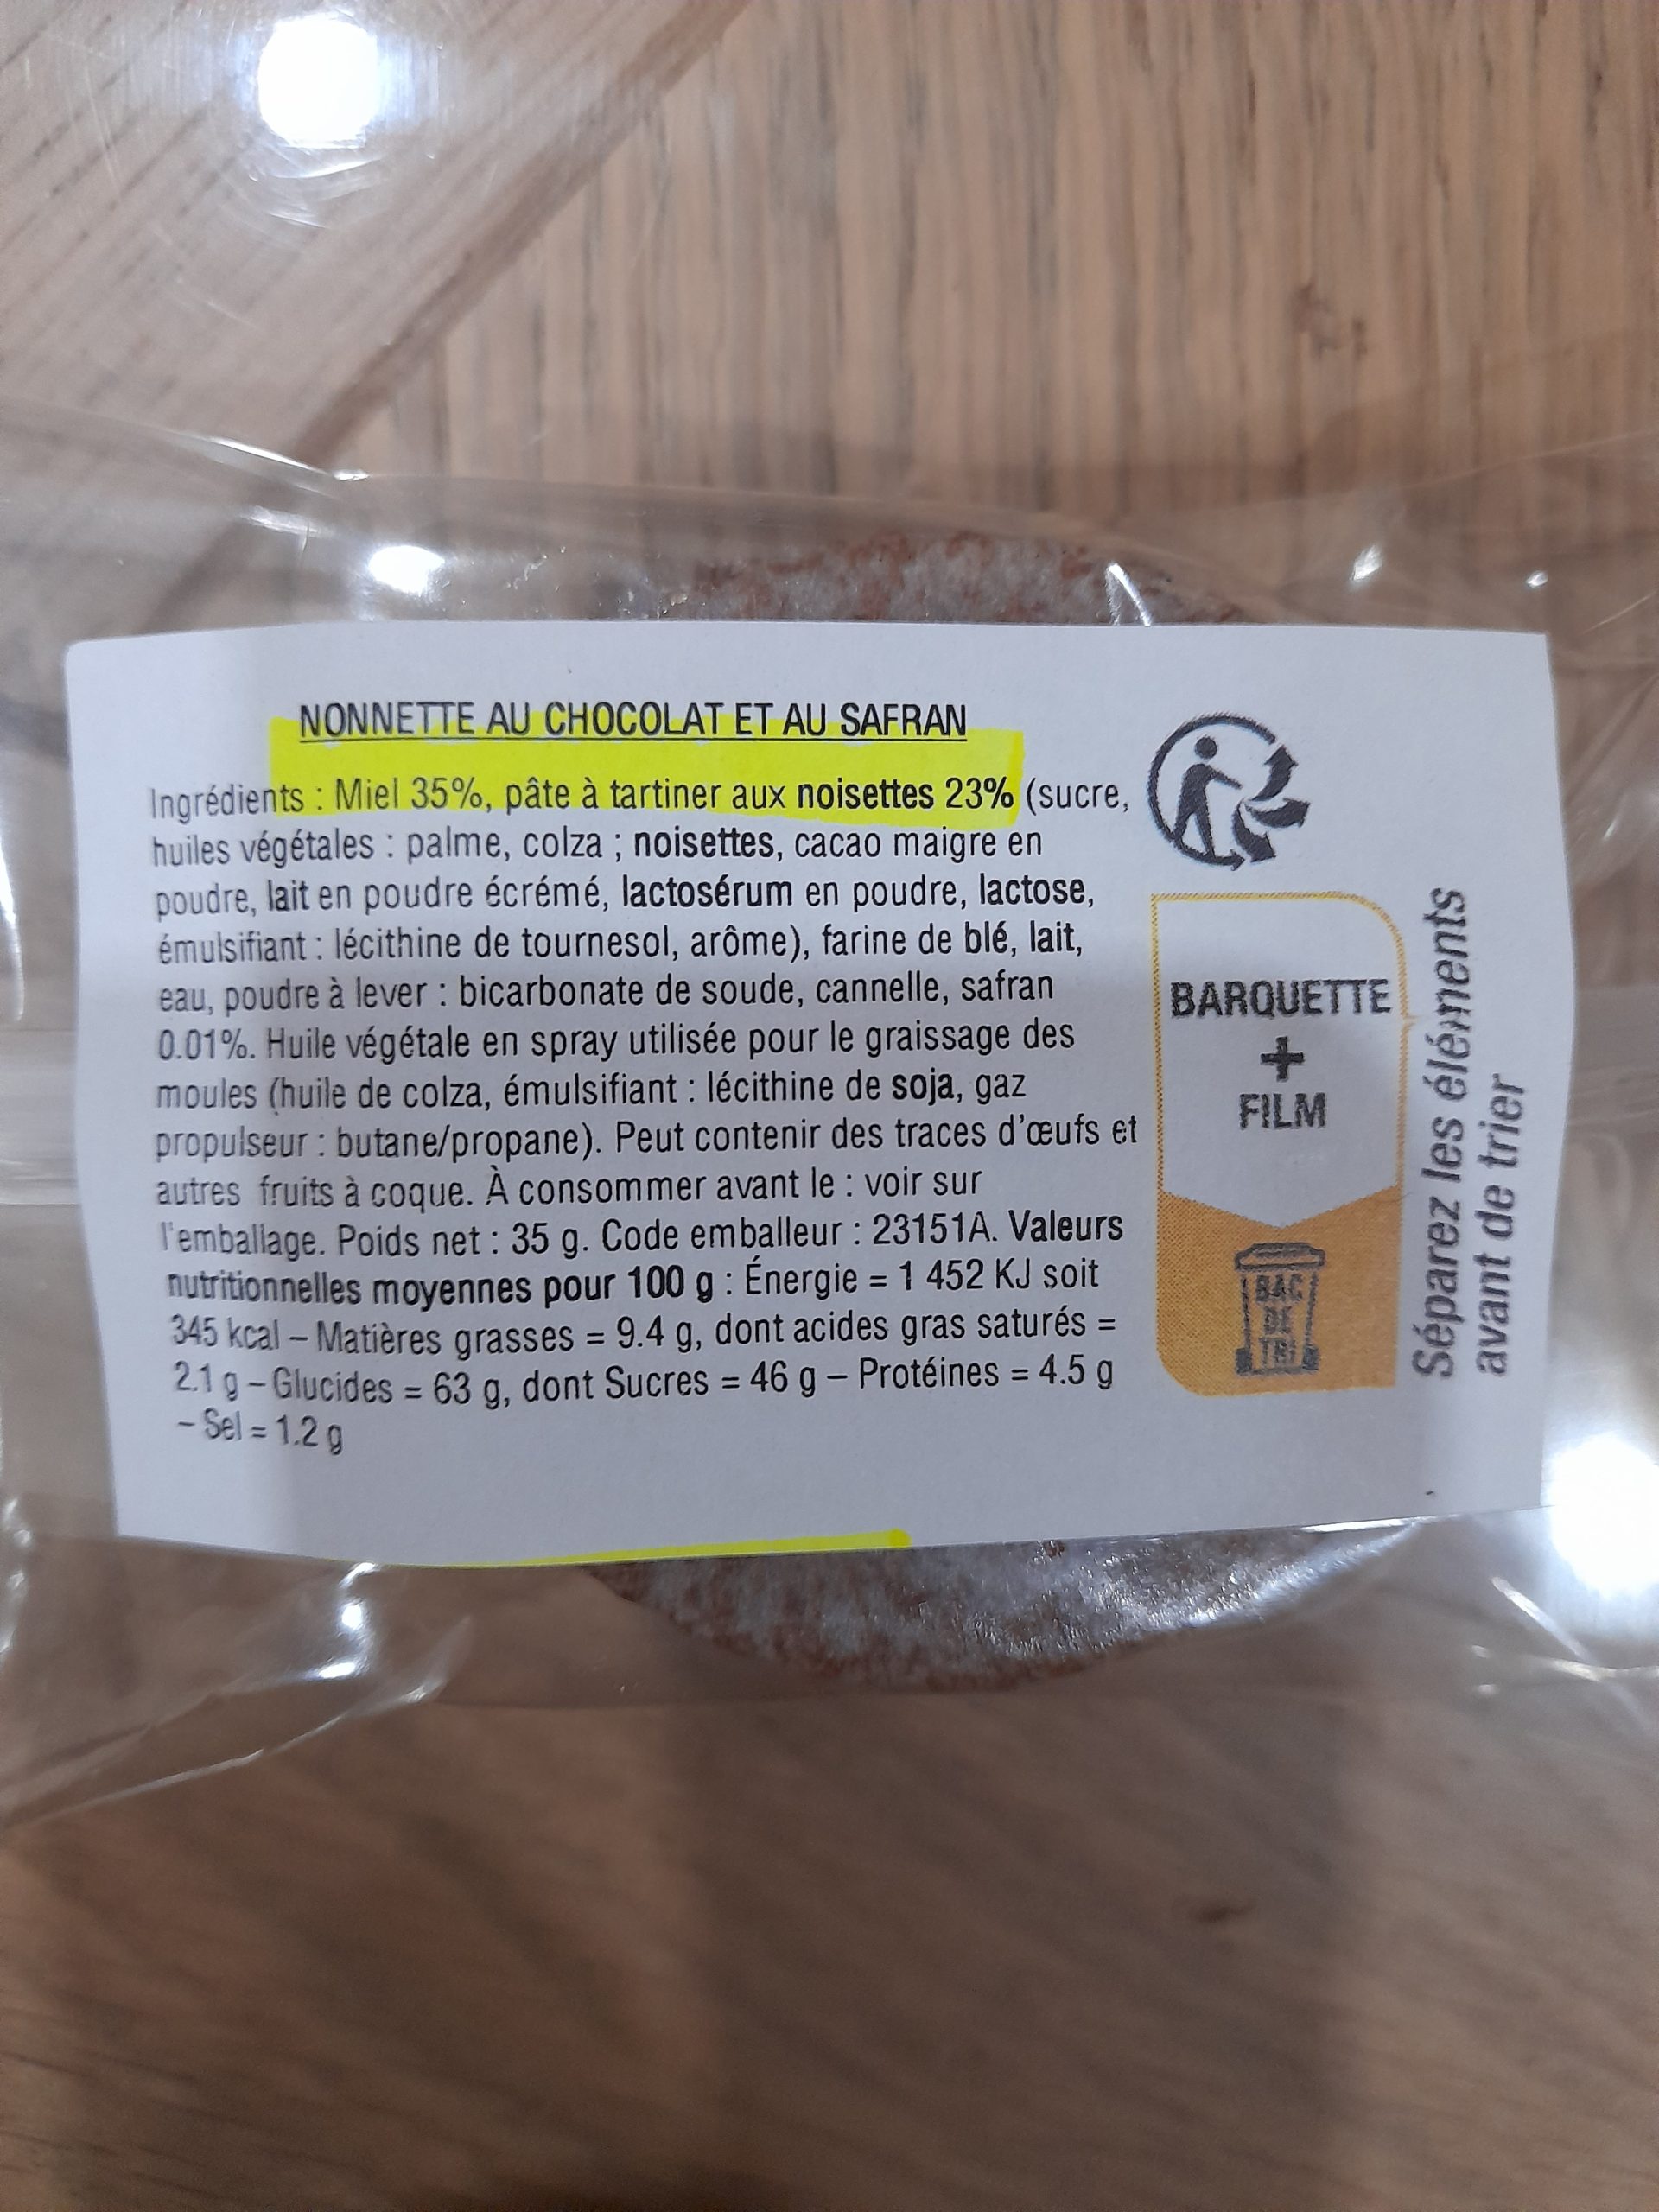 NONNETTE AU CHOCOLAT ET AU SAFRAN
Ingrédients : Miel 35%, pâte à tartiner aux noisettes 23% (sucre,
huiles végétales : palme, colza ; noisettes, cacao maigre en
poudre, lait en poudre écrémé, lactosérum en poudre, lactose,
émulsifiant : lécithine de tournesol, arôme), farine de blé, lait,
eau, poudre à lever : bicarbonate de soude, cannelle, safran
0.01%. Huile végétale en spray utilisée pour le graissage des
moules (huile de colza, émulsifiant : lécithine de soja, gaz
propulseur : butane/propane). Peut contenir des traces d'œufs et
autres fruits à coque. À consommer avant le : voir sur
l'emballage. Poids net : 35 g. Code emballeur : 23151A. Valeurs
nutritionnelles moyennes pour 100 g : Énergie = 1 452 KJ soit
345 kcal – Matières grasses = 9.4 g, dont acides gras saturés =
2.1 g – Glucides = 63 g, dont Sucres = 46 g – Protéines = 4.5 g
– Sel = 1.2 g
BARQUETTE
+
FILM
BAC
DE
TRI
Séparez les éléments
avant de trier